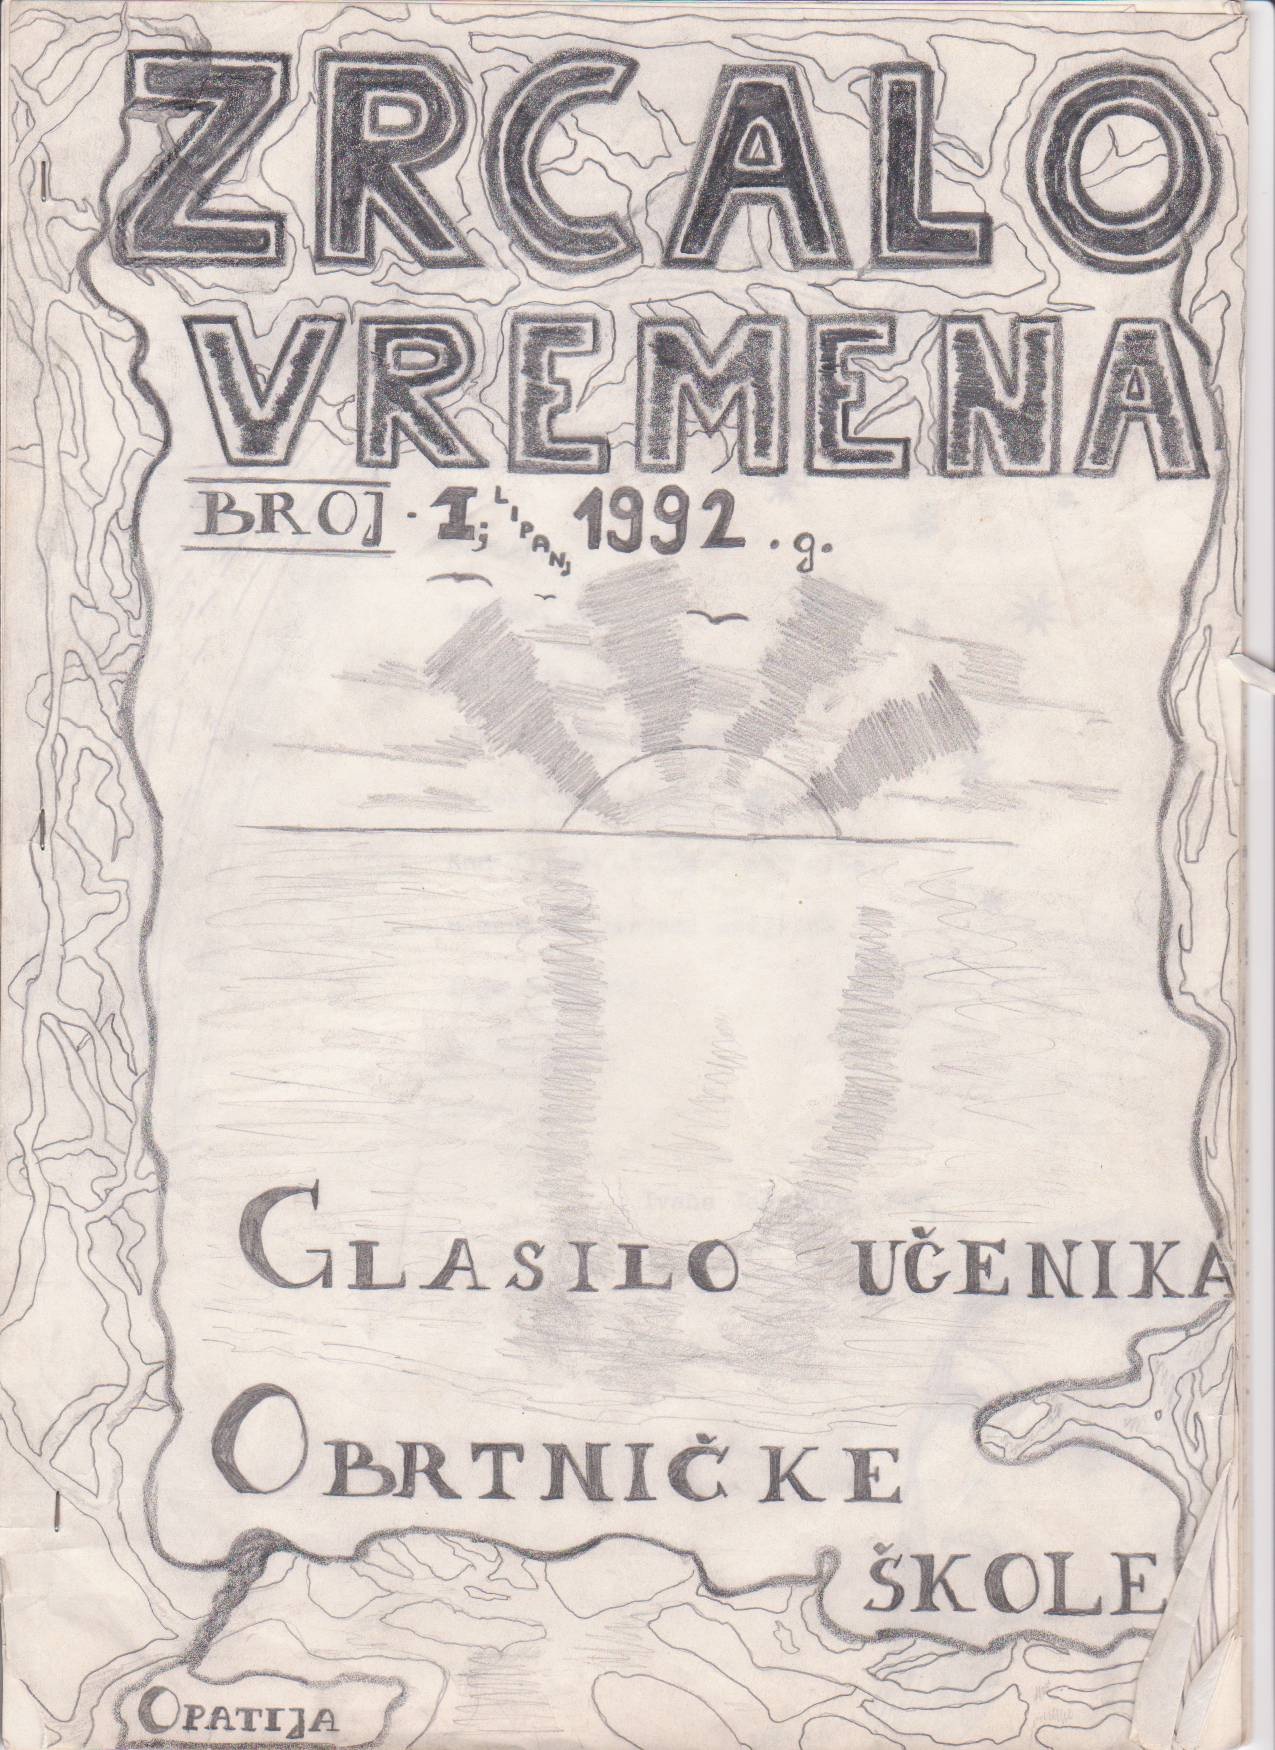 ZRCALO
VREMENA
BROJ - 1; LIPANJ 1992.g.
GLASILO UČENIKA
OBRTNIČKE
ŠKOLE
OPATIJA